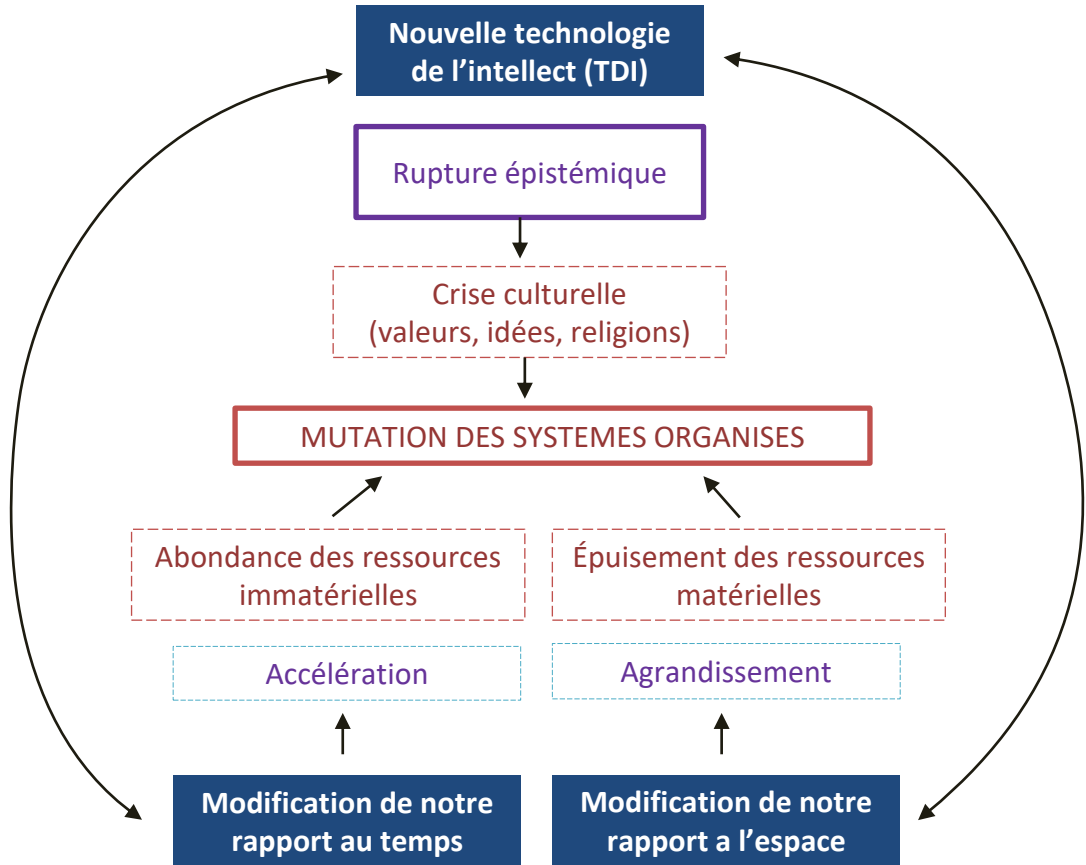 Nouvelle technologie
de l’intellect (TDI)
Rupture épistémique
Crise culturelle
(valeurs, idées, religions)
MUTATION DES SYSTEMES ORGANISES
Abondance des ressources
immatérielles
Épuisement des ressources
matérielles
Accélération
Agrandissement
Modification de notre
rapport au temps
Modification de notre
rapport a l’espace